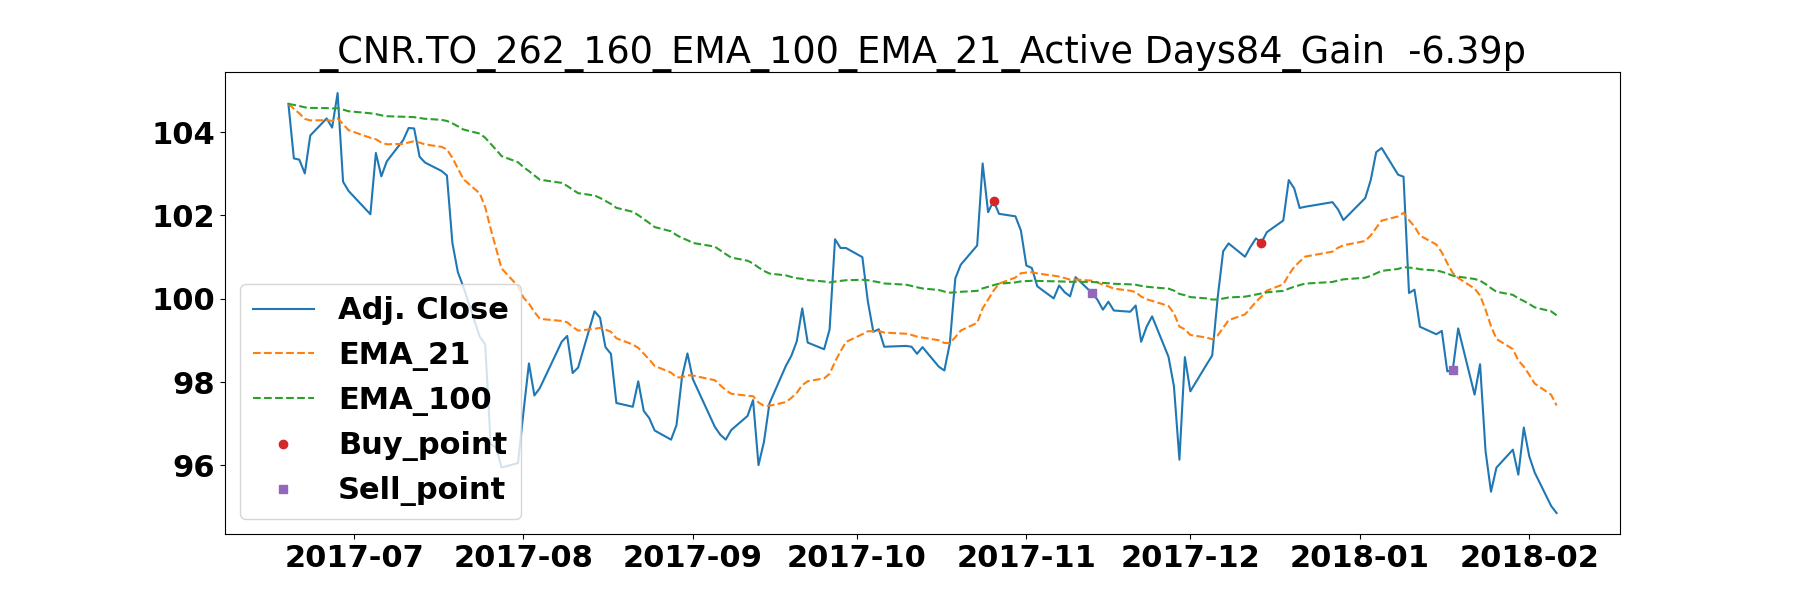 _CNR.TO_262_160_EMA_100_EMA_21_Active Days84_Gain  -6.39p
104
102
100
98
96
Adj. Close
EMA_21
EMA_100
Buy_point
Sell_point
2017-07 2017-08 2017-09 2017-10 2017-11 2017-12 2018-01 2018-02